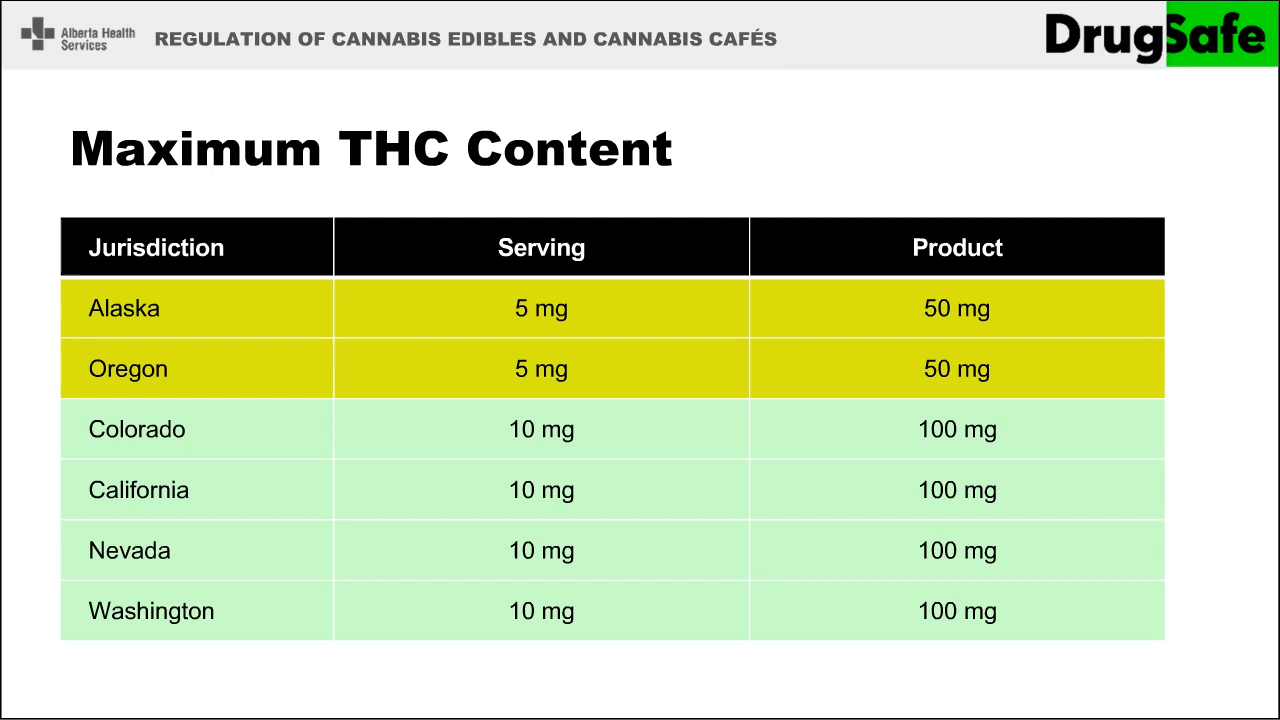 Alberta Health
Services
REGULATION OF CANNABIS EDIBLES AND CANNABIS CAFÉS
DrugSafe
Maximum THC Content
Jurisdiction Serving Product
Alaska 5 mg 50 mg
Oregon 5 mg 50 mg
Colorado 10 mg 100 mg
California 10 mg 100 mg
Nevada 10 mg 100 mg
Washington 10 mg 100 mg